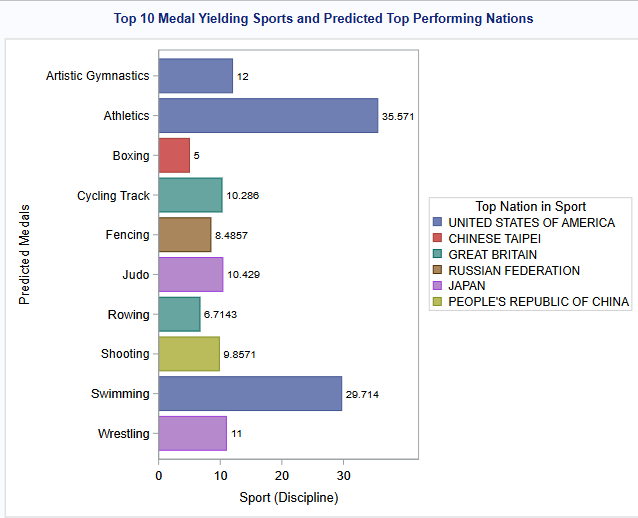 Top 10 Medal Yielding Sports and Predicted Top Performing Nations
Predicted Medals
Artistic Gymnastics 12
Athletics 35.571
Boxing 5
Cycling Track 10.286
Fencing 8.4857
Judo 10.429
Rowing 6.7143
Shooting 9.8571
Swimming 29.714
Wrestling 11
0 10 20 30
Sport (Discipline)
Top Nation in Sport
UNITED STATES OF AMERICA
CHINESE TAIPEI
GREAT BRITAIN
RUSSIAN FEDERATION
JAPAN
PEOPLE'S REPUBLIC OF CHINA